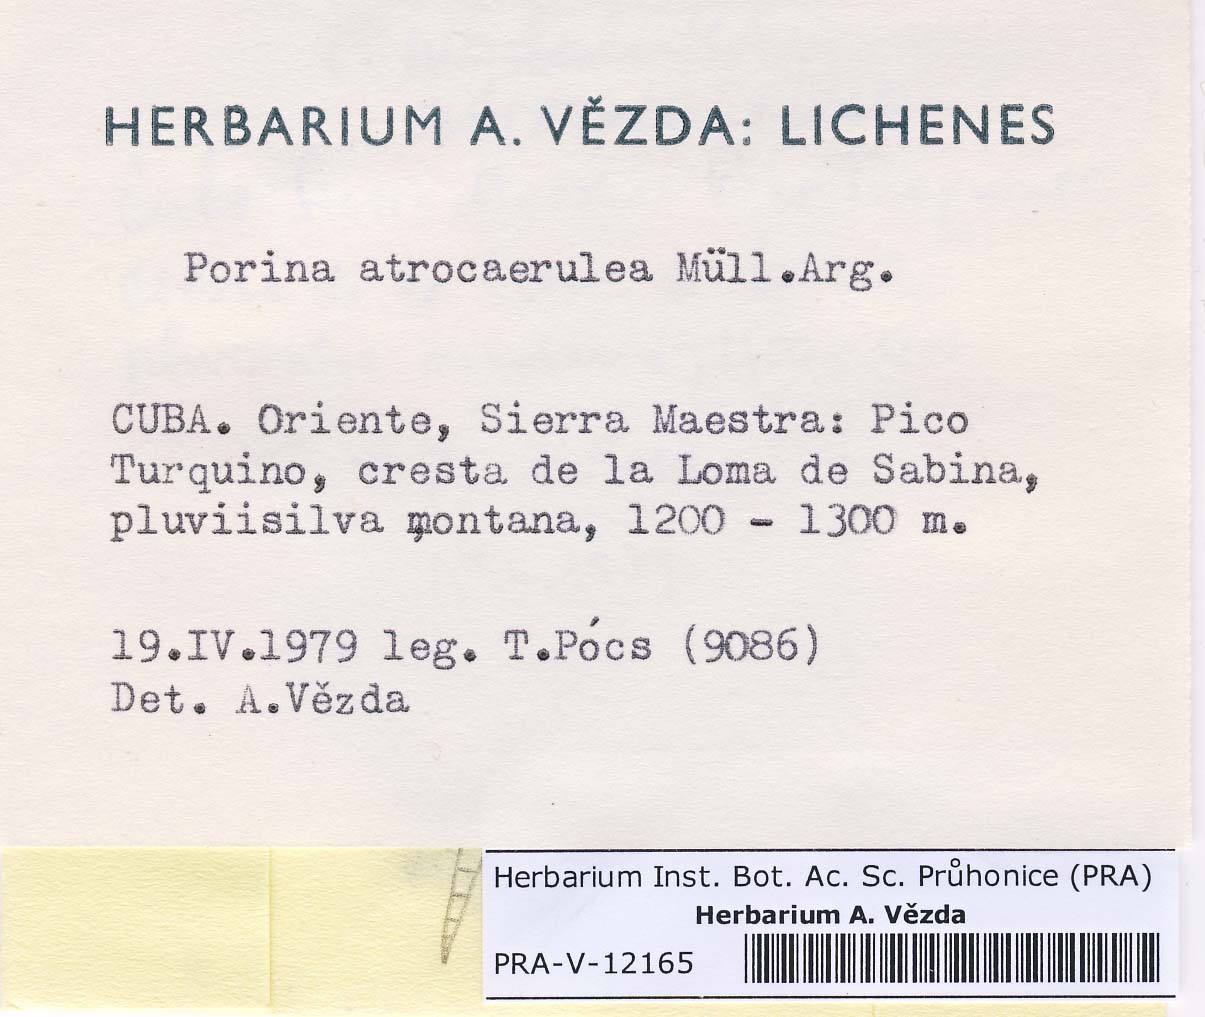 HERBARIUM A. VĚZDA: LICHENES
Porina atrocaerulea Müll.Arg.
CUBA. Oriente, Sierra Maestra: Pico
Turquino, cresta de la Loma de Sabina,
pluviisilva montana, 1200 - 1300 m.
19.IV.1979 leg. T.Pócs (9086)
Det. A.Vězda
Herbarium Inst. Bot. Ac. Sc. Průhonice (PRA)
Herbarium A. Vězda
PRA-V-12165